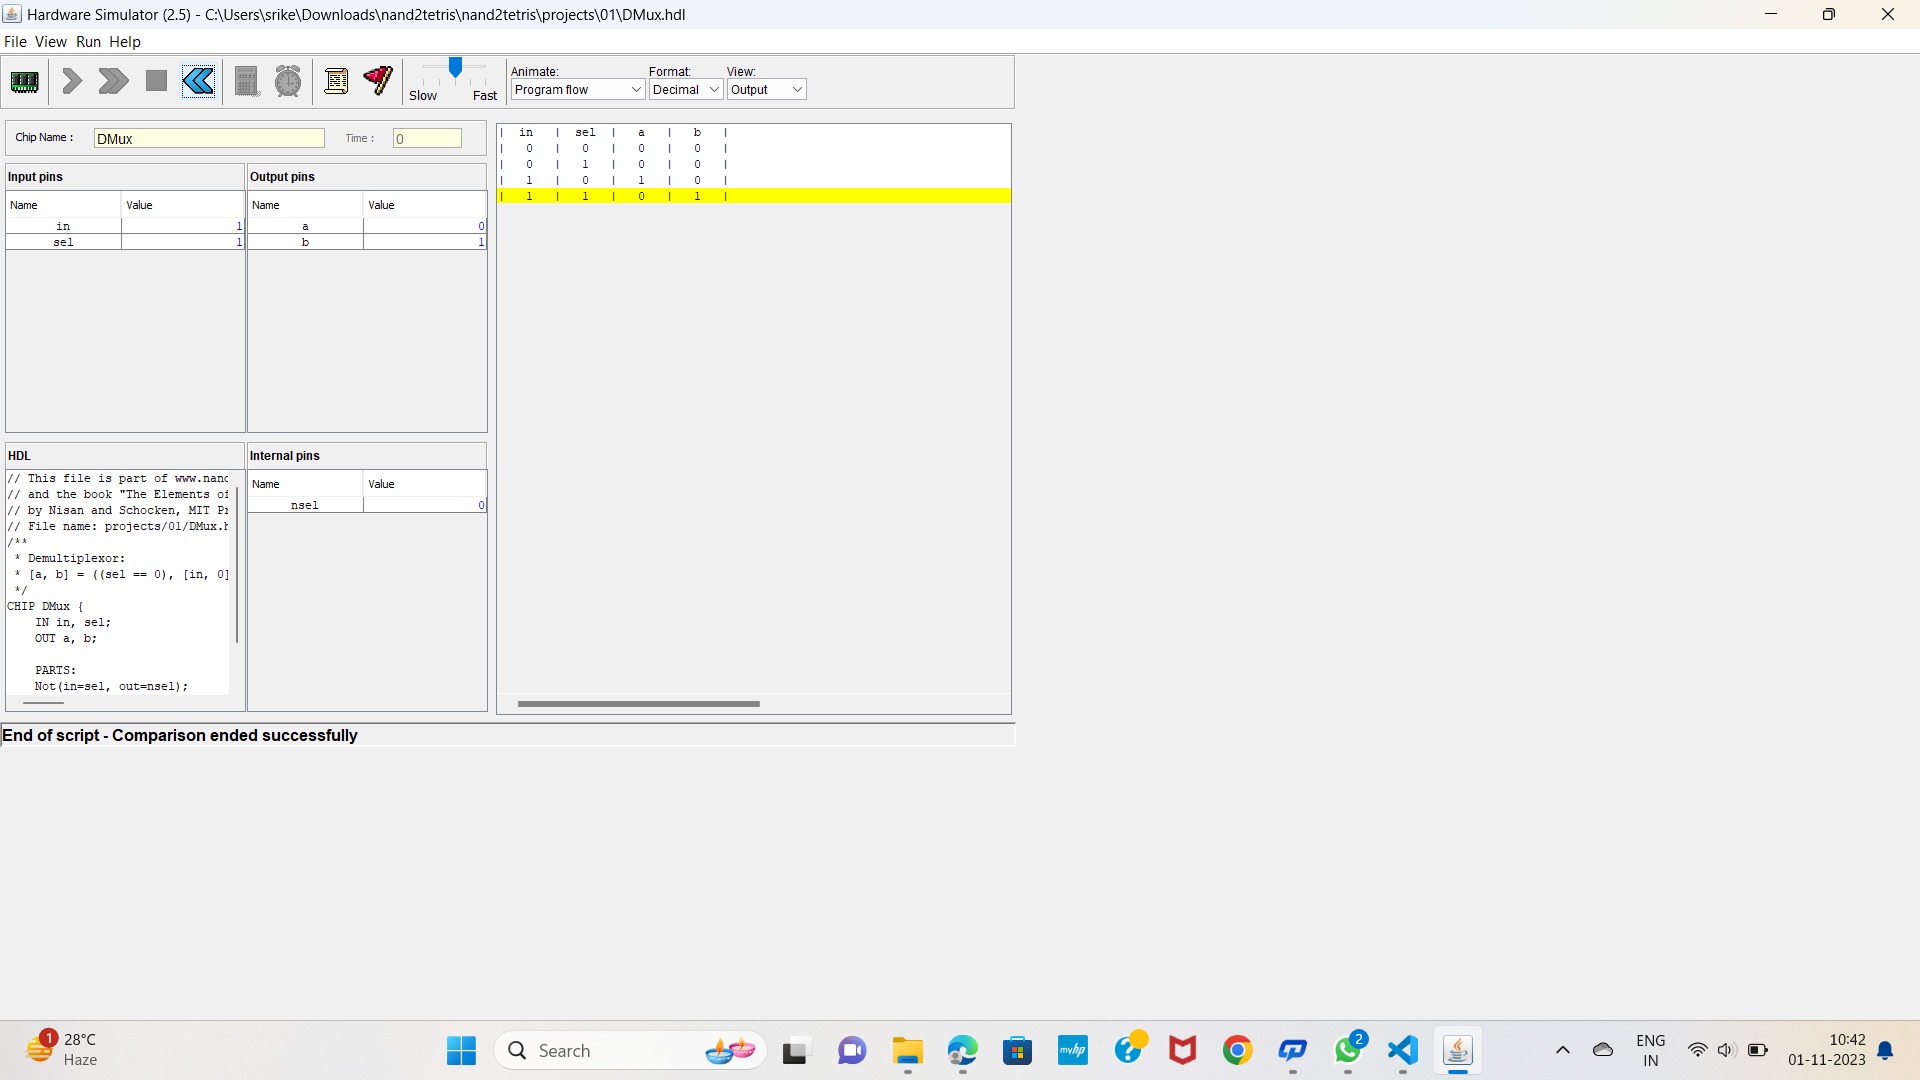 Hardware Simulator (2.5) - C:\Users\srike\Downloads\nand2tetris\nand2tetris\projects\01\DMux.hdl
File View Run Help
Animate: Format: View:
Slow Fast Program flow Decimal Output
Chip Name : DMux Time : 0
Input pins
Name Value
in 1
sel 1
Output pins
Name Value
a 0
b 1
| in | sel | a | b |
| 0 | 0 | 0 | 0 |
| 0 | 1 | 0 | 0 |
| 1 | 0 | 1 | 0 |
| 1 | 1 | 0 | 1 |
HDL
// This file is part of www.nand
// and the book "The Elements of
// by Nisan and Schocken, MIT Pr
// File name: projects/01/DMux.h
/**
* Demultiplexor:
* [a, b] = ((sel == 0), [in, 0]
*/
CHIP DMux {
IN in, sel;
OUT a, b;
PARTS:
Not(in=sel, out=nsel);
Internal pins
Name Value
nsel 0
End of script - Comparison ended successfully
1
28°C
Haze
Search
myhp
2
ENG
IN
10:42
01-11-2023